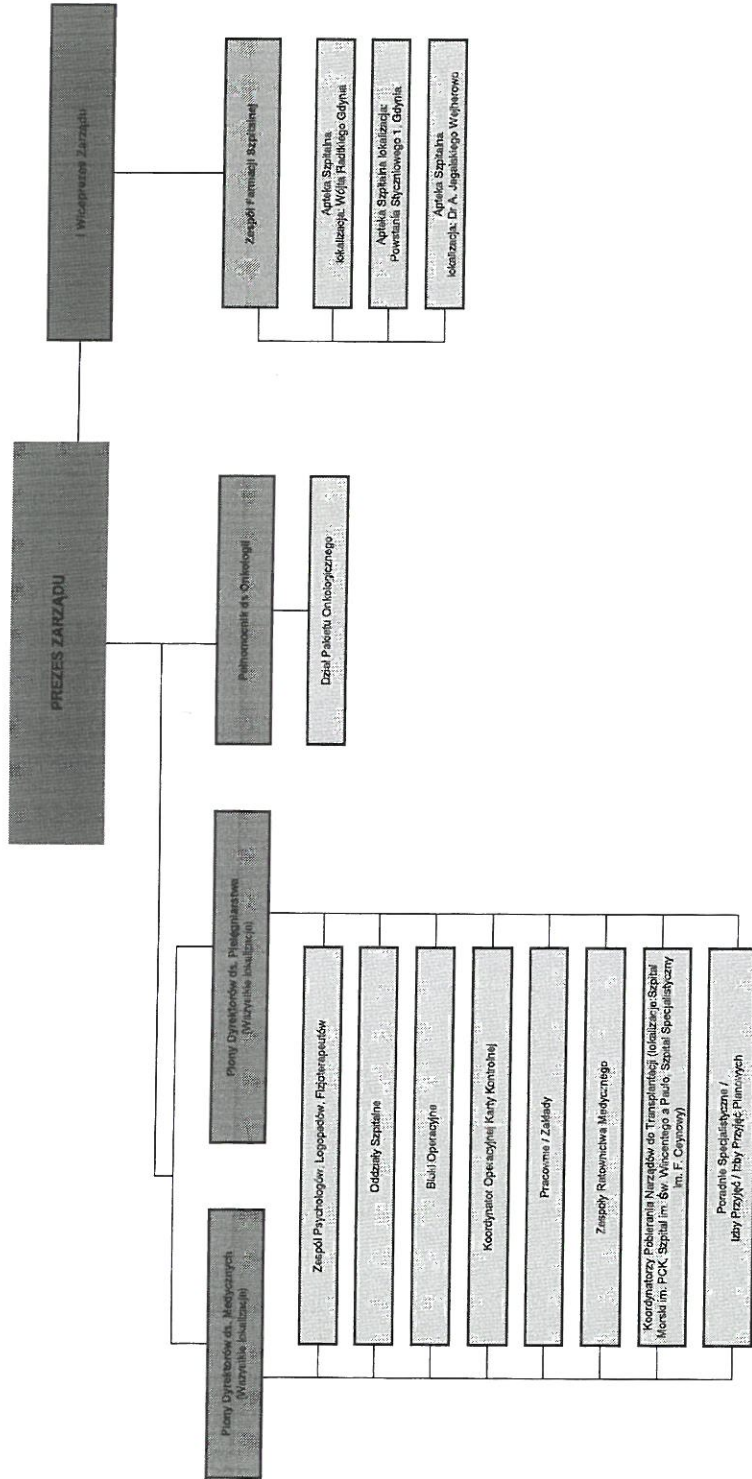 PREZES ZARZĄDU
I Wiceprezes Zarządu
Piony Dyrektorów ds. Medycznych
(Wszystkie lokalizacje)
Piony Dyrektorów ds. Pielęgniarstwa
(Wszystkie lokalizacje)
Pełnomocnik ds Onkologii
Zespół Farmacji Szpitalnej
Zespół Psychologów, Logopadów, Fizjoterapeutów
Oddziały Szpitalne
Bloki Operacyjne
Koordynator Operacyjnej Karty Kontrolnej
Pracownie / Zakłady
Zespoły Ratownictwa Medycznego
Koordynatorzy Pobierania Narządów do Transplantacji (lokalizacje:Szpital
Morski im. PCK, Szpital im. Św. Wincentego a Paulo, Szpital Specjalistyczny
im. F. Ceynowy)
Poradnie Specjalistyczne /
Izby Przyjęć / Izby Przyjęć Planowych
Dział Pakietu Onkologicznego
Apteka Szpitalna
lokalizacja: Wójta Radtkiego Gdynia
Apteka Szpitalna lokalizacja:
Powstania Styczniowego 1, Gdynia
Apteka Szpitalna
lokalizacja: Dr A. Jagalskiego Wejherowo